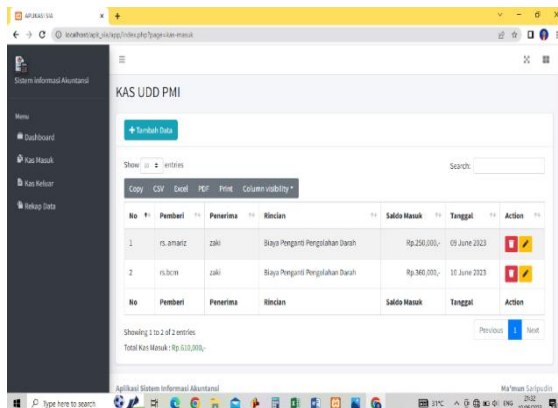 APLIKASI SIA
localhost/apk_sia/app/index.php?page=kas-masuk
Sistem Informasi Akuntansi
Menu
Dashboard
Kas Masuk
Kas Keluar
Rekap Data
KAS UDD PMI
+ Tambah Data
Show 10 entries
Search:
Copy CSV Excel PDF Print Column visibility
No Pemberi Penerima Rincian Saldo Masuk Tanggal Action
1 rs. amariz zaki Biaya Penganti Pengolahan Darah Rp.250,000,- 09 June 2023
2 rs.bcm zaki Biaya Penganti Pengolahan Darah Rp.360,000,- 10 June 2023
No Pemberi Penerima Rincian Saldo Masuk Tanggal Action
Showing 1 to 2 of 2 entries
Previous 1 Next
Total Kas Masuk : Rp.610,000,-
Aplikasi Sistem Informasi Akuntansi
Ma'mun Saripudin
Type here to search
31°C
ENG
21:32